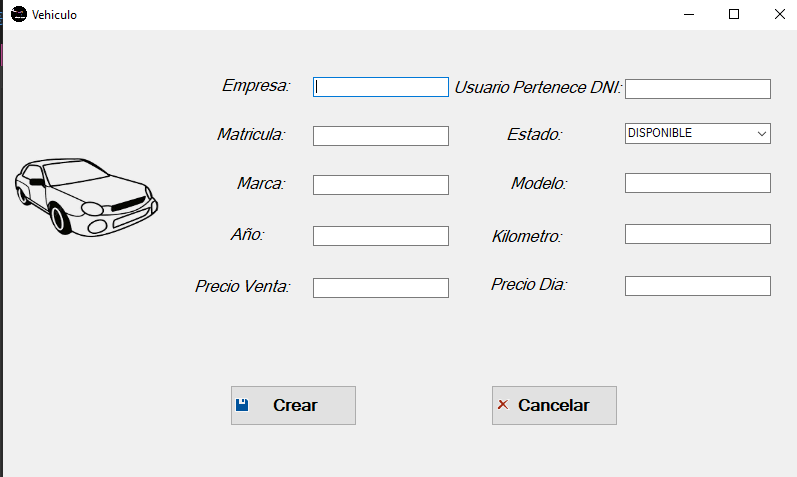 Vehiculo
Empresa: Usuario Pertenece DNI:
Matricula: Estado: DISPONIBLE
Marca: Modelo:
Año: Kilometro:
Precio Venta: Precio Dia:
Crear Cancelar